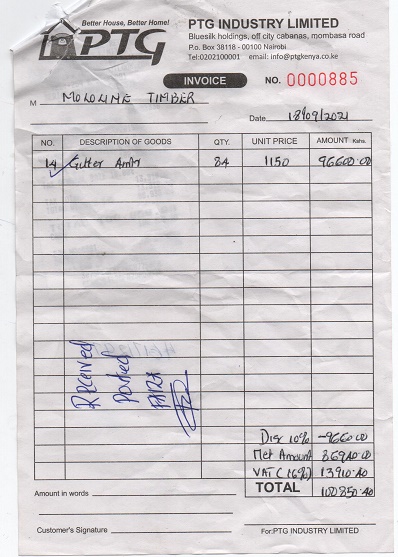 Better House, Better Home!
PTG
PTG INDUSTRY LIMITED
Bluesilk holdings, off city cabanas, mombasa road
P.o. Box 38118 - 00100 Nairobi
Tel:0202100001 email: info@ptgkenya.co.ke
INVOICE NO. 0000885
M MOLOLINE TIMBER
Date 18/09/2021
NO. DESCRIPTION OF GOODS QTY. UNIT PRICE AMOUNT Kshs.
14 Gutter 84 1150 96600.00
Received
Posted
Dis 10% -9660.00
Net Amount 86940.00
VAT (16%) 13910.40
TOTAL 100850.40
Amount in words
Customer's Signature
For:PTG INDUSTRY LIMITED